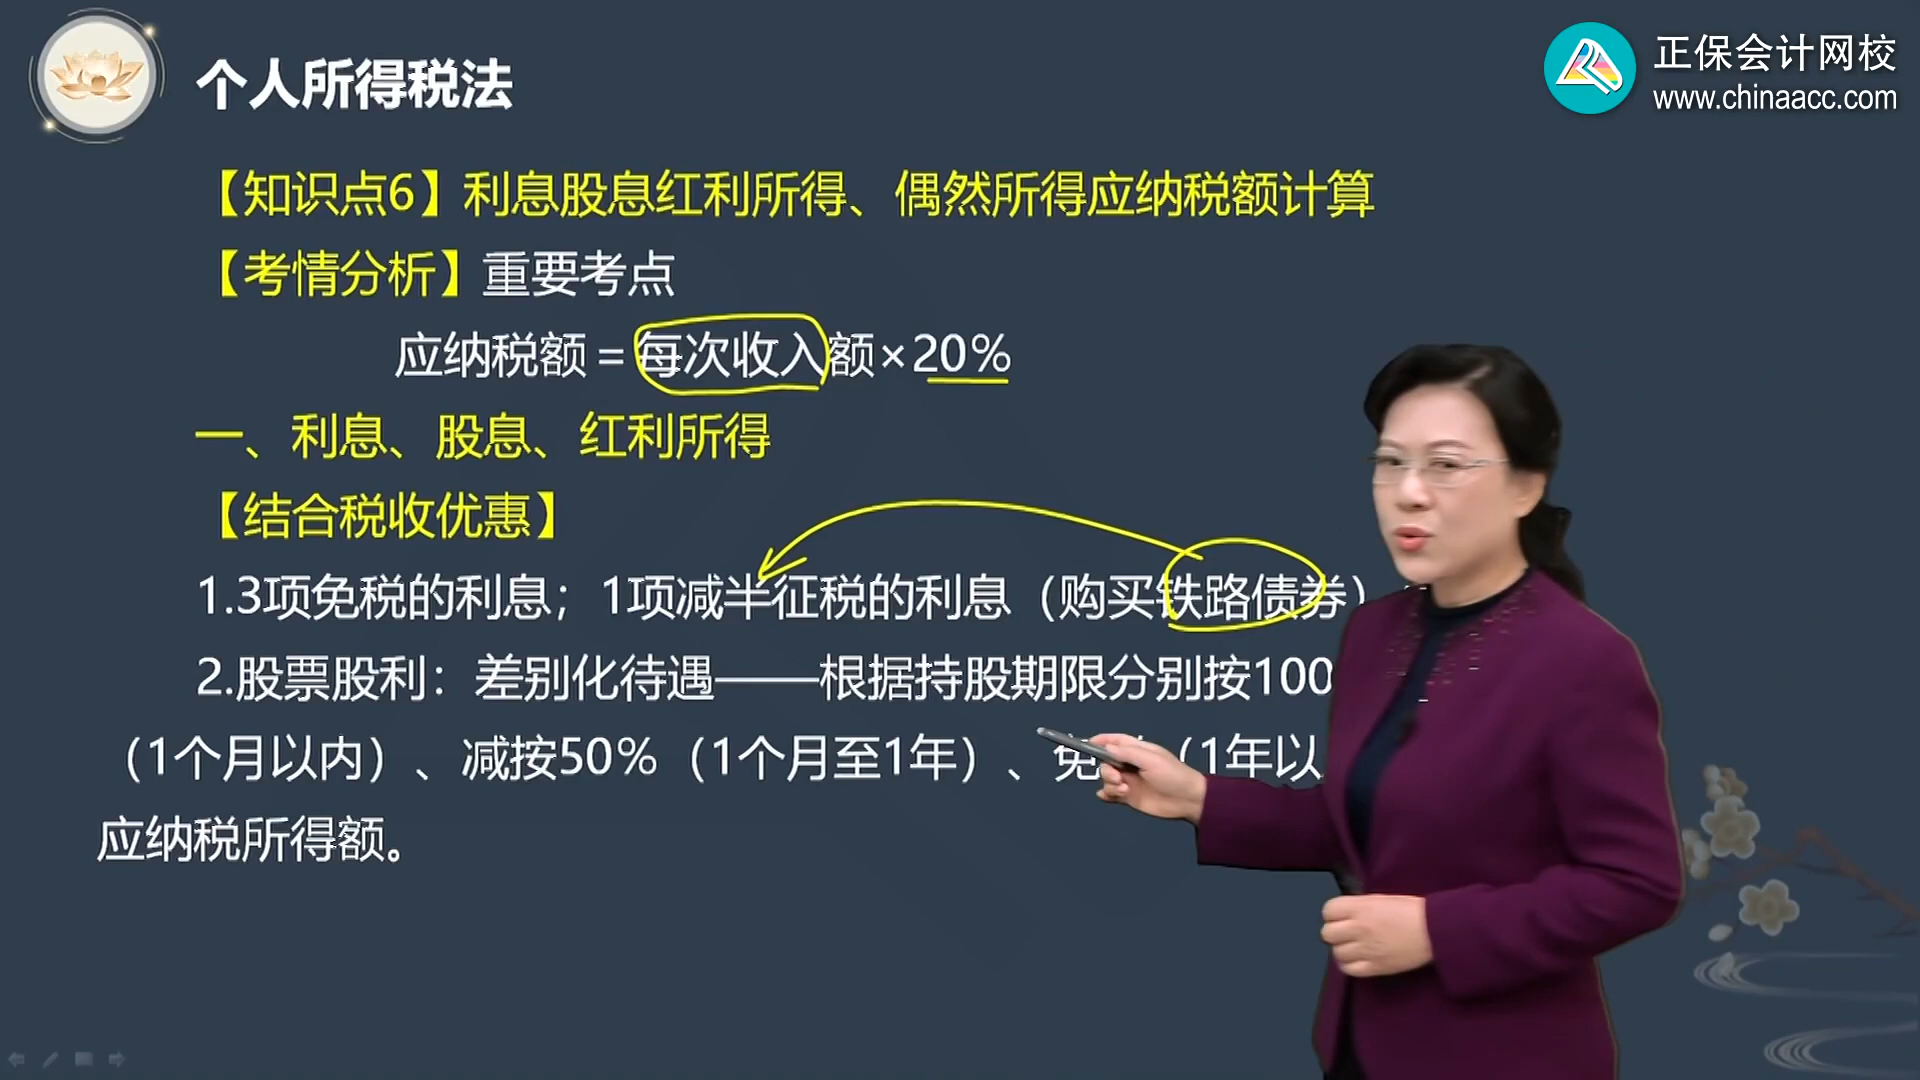 个人所得税法
正保会计网校
www.chinaacc.com
【知识点6】利息股息红利所得、偶然所得应纳税额计算
【考情分析】重要考点
应纳税额＝每次收入额×20%
一、利息、股息、红利所得
【结合税收优惠】
1.3项免税的利息；1项减半征税的利息（购买铁路债券）
2.股票股利：差别化待遇——根据持股期限分别按100
（1个月以内）、减按50%（1个月至1年）、免（1年以
应纳税所得额。